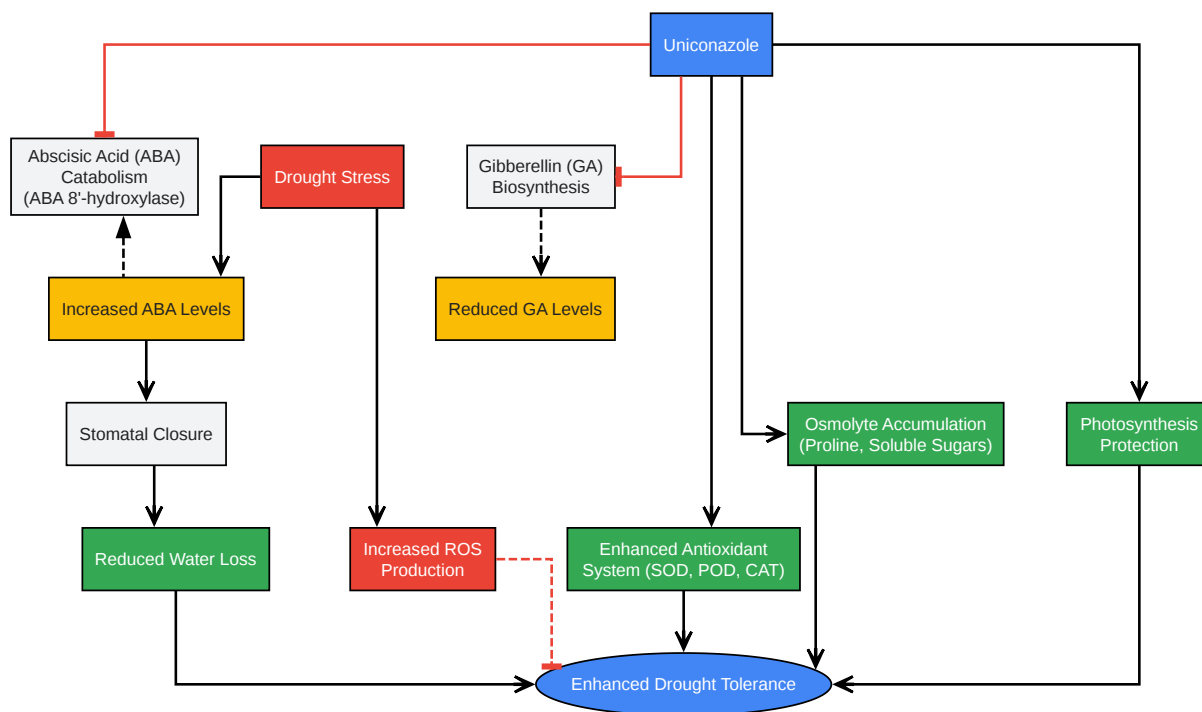 Uniconazole
Abscisic Acid (ABA)
Catabolism
(ABA 8'-hydroxylase)
Drought Stress
Gibberellin (GA)
Biosynthesis
Increased ABA Levels
Reduced GA Levels
Stomatal Closure
Osmolyte Accumulation
(Proline, Soluble Sugars)
Photosynthesis
Protection
Reduced Water Loss
Increased ROS
Production
Enhanced Antioxidant
System (SOD, POD, CAT)
Enhanced Drought Tolerance